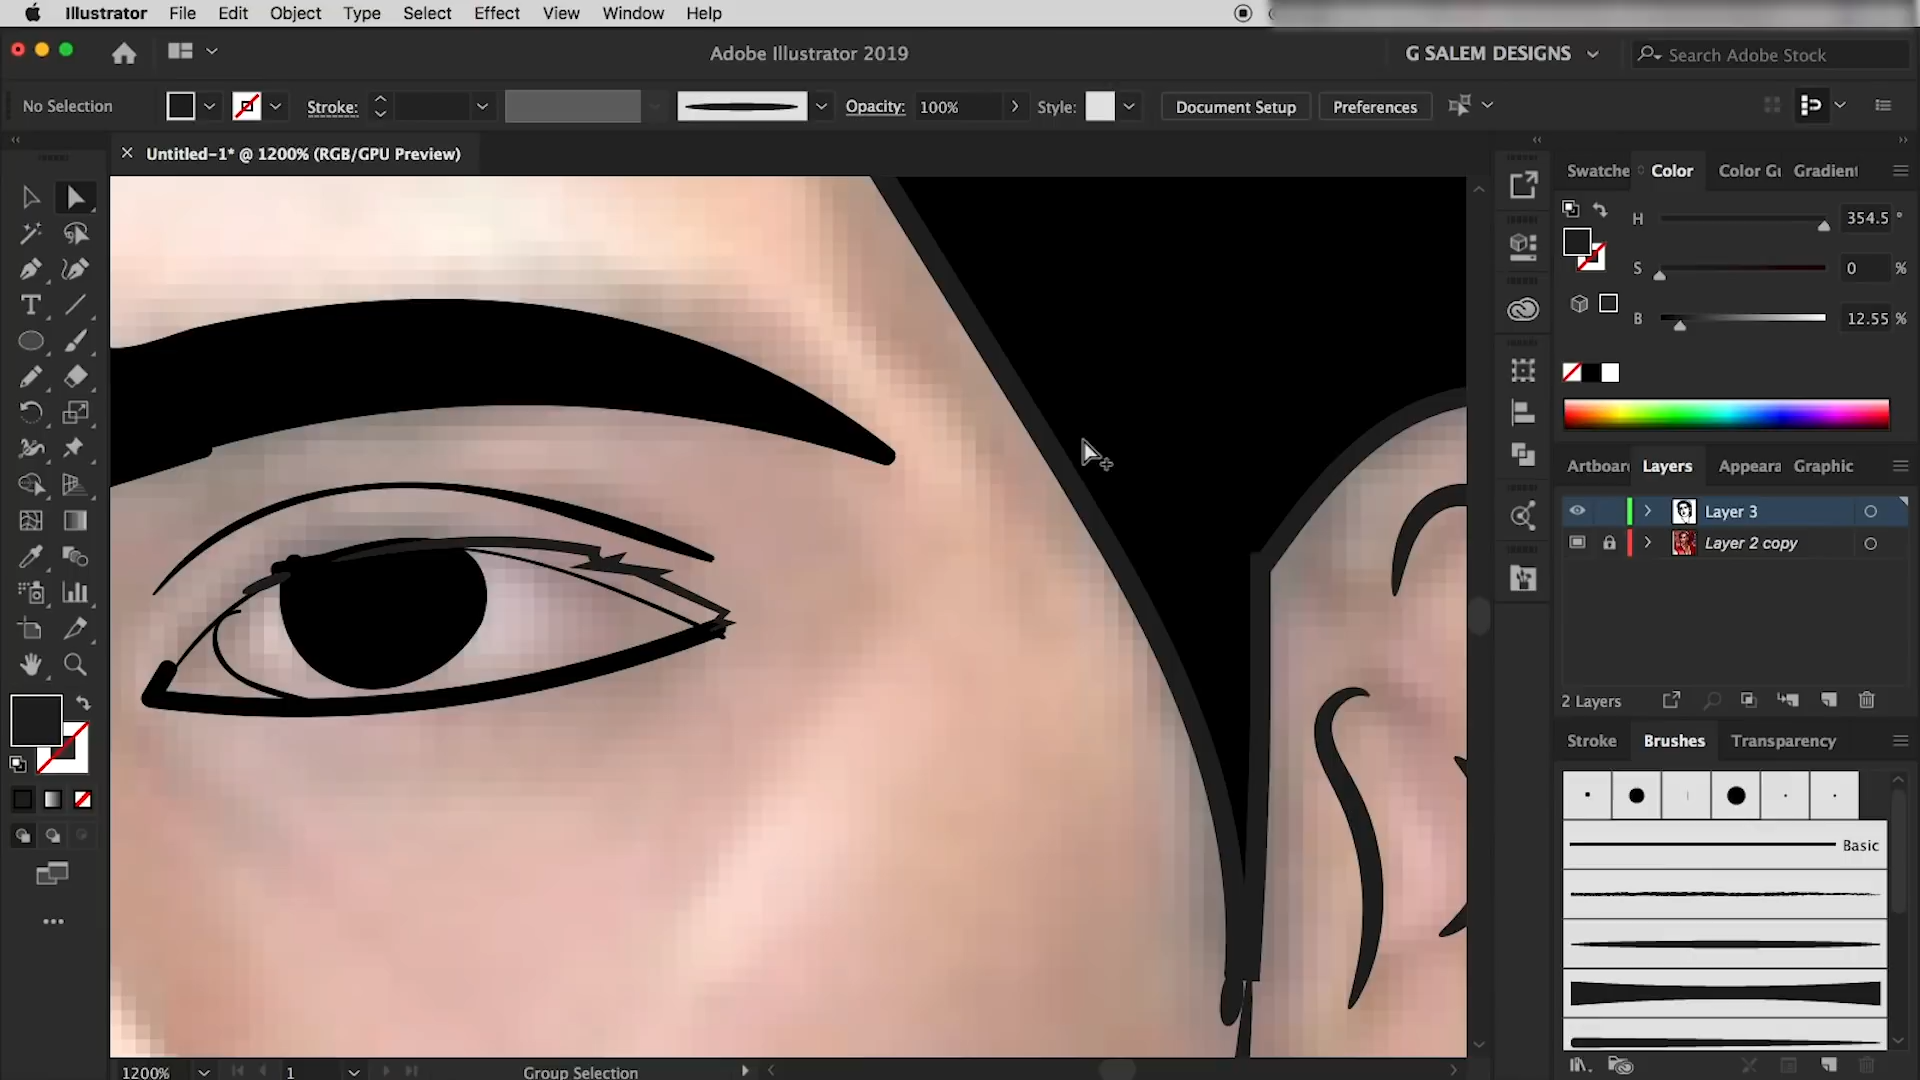 Illustrator File Edit Object Type Select Effect View Window Help
Adobe Illustrator 2019
G SALEM DESIGNS
Search Adobe Stock
No Selection
Stroke:
Opacity: 100%
Style:
Document Setup
Preferences
Untitled-1* @ 1200% (RGB/GPU Preview)
Swatche Color Color Gu Gradient
H 354.5 °
S 0 %
B 12.55 %
Artboar Layers Appeara Graphic
Layer 3
Layer 2 copy
2 Layers
Stroke Brushes Transparency
Basic
1200% 1 Group Selection